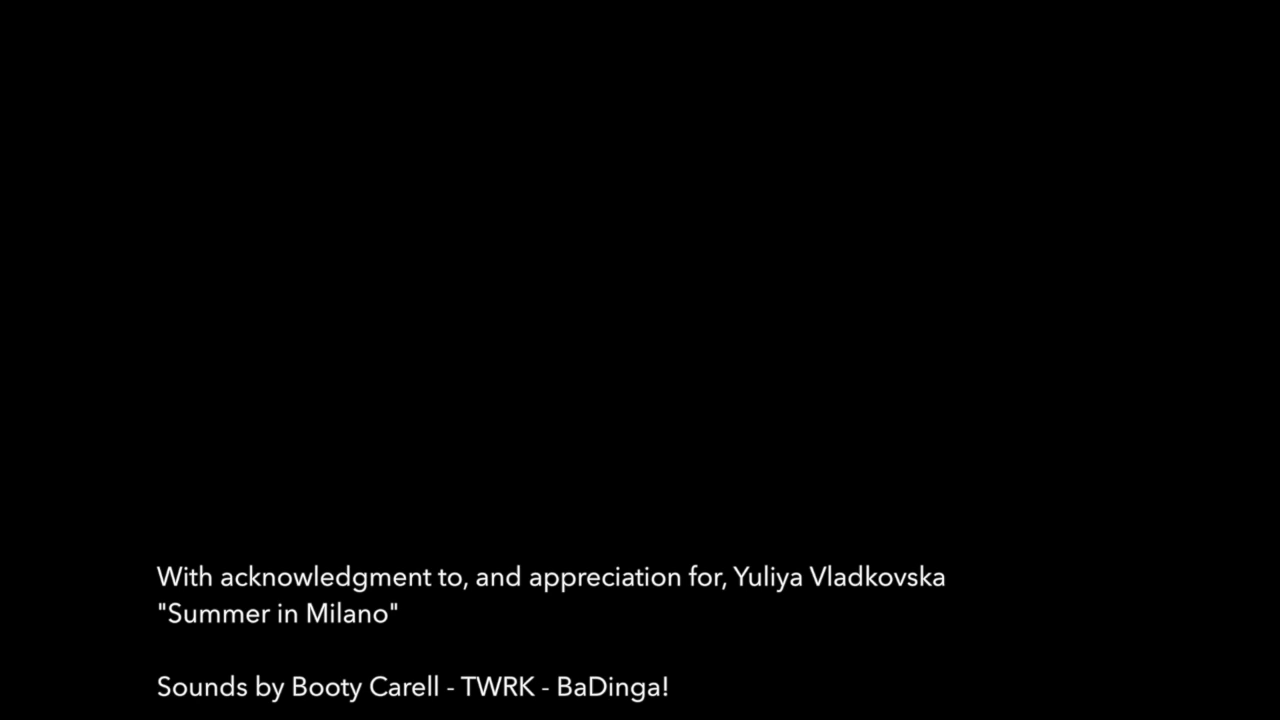 With acknowledgment to, and appreciation for, Yuliya Vladkovska
"Summer in Milano"
Sounds by Booty Carell - TWRK - BaDinga!